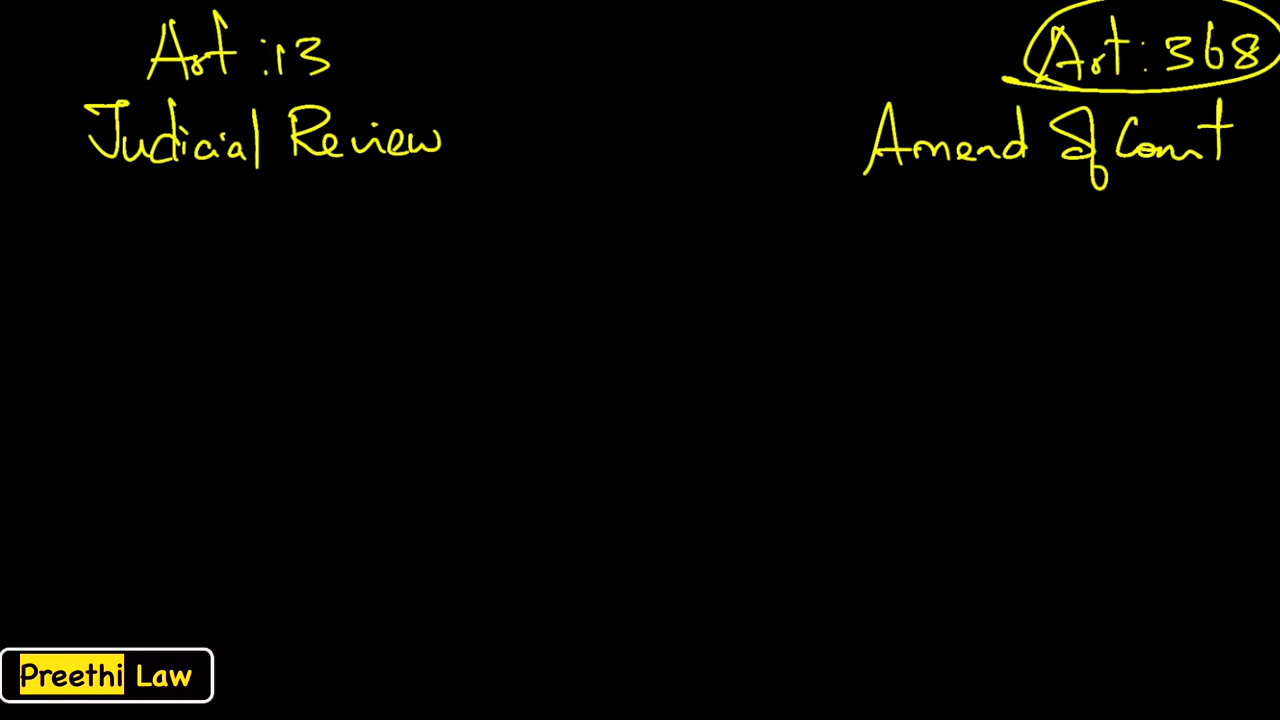 Art :13
Art : 368
Judicial Review
Amend of Const
Preethi Law